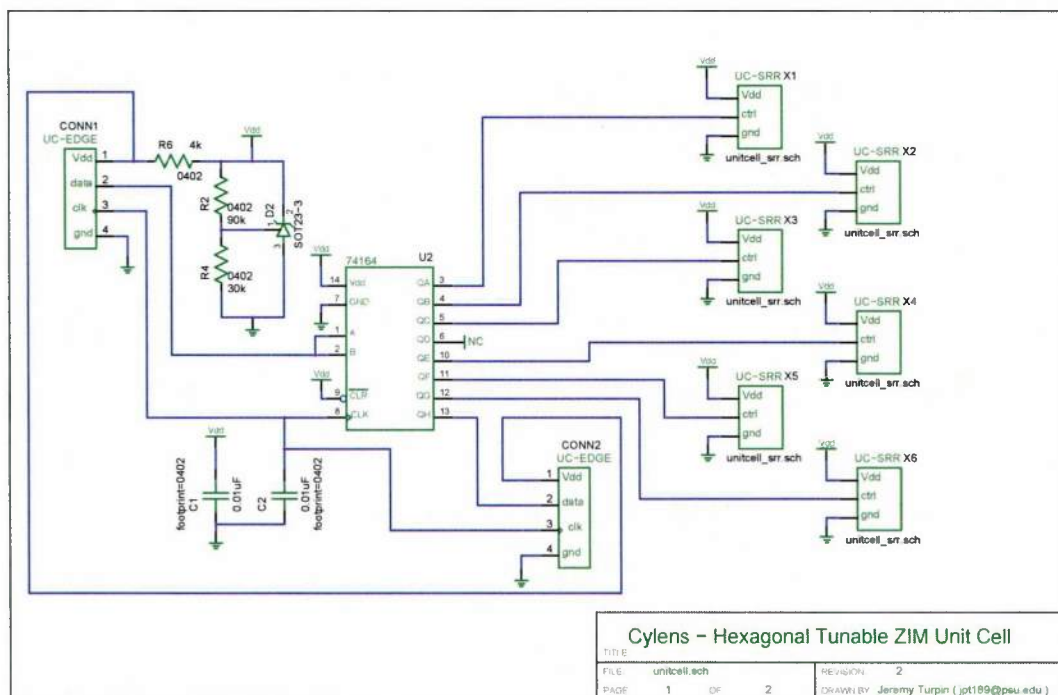 CONN1
UC-EDGE
Vdd 1
data 2
clk 3
gnd 4
R6 4k
0402
Vdd
R2
0402
90k
D2
SOT23-3
1
2
3
R4
0402
30k
74164
U2
Vdd
14 Vdd
7 GND
1 A
2 B
Vdd
9 CLR
8 CLK
QA 3
QB 4
QC 5
QD 6 NC
QE 10
QF 11
QG 12
QH 13
Vdd
footprint=0402
C1
0.01uF
footprint=0402
C2
0.01uF
CONN2
UC-EDGE
1 Vdd
2 data
3 clk
4 gnd
Vdd
UC-SRR X1
Vdd
ctrl
gnd
unitcell_srr.sch
Vdd
UC-SRR X2
Vdd
ctrl
gnd
unitcell_srr.sch
Vdd
UC-SRR X3
Vdd
ctrl
gnd
unitcell_srr.sch
Vdd
UC-SRR X4
Vdd
ctrl
gnd
unitcell_srr.sch
Vdd
UC-SRR X5
Vdd
ctrl
gnd
unitcell_srr.sch
Vdd
UC-SRR X6
Vdd
ctrl
gnd
unitcell_srr.sch
Cylens - Hexagonal Tunable ZIM Unit Cell
TITLE
FILE: unitcell.sch REVISION: 2
PAGE 1 OF 2 DRAWN BY: Jeremy Turpin ( jpt189@psu.edu )